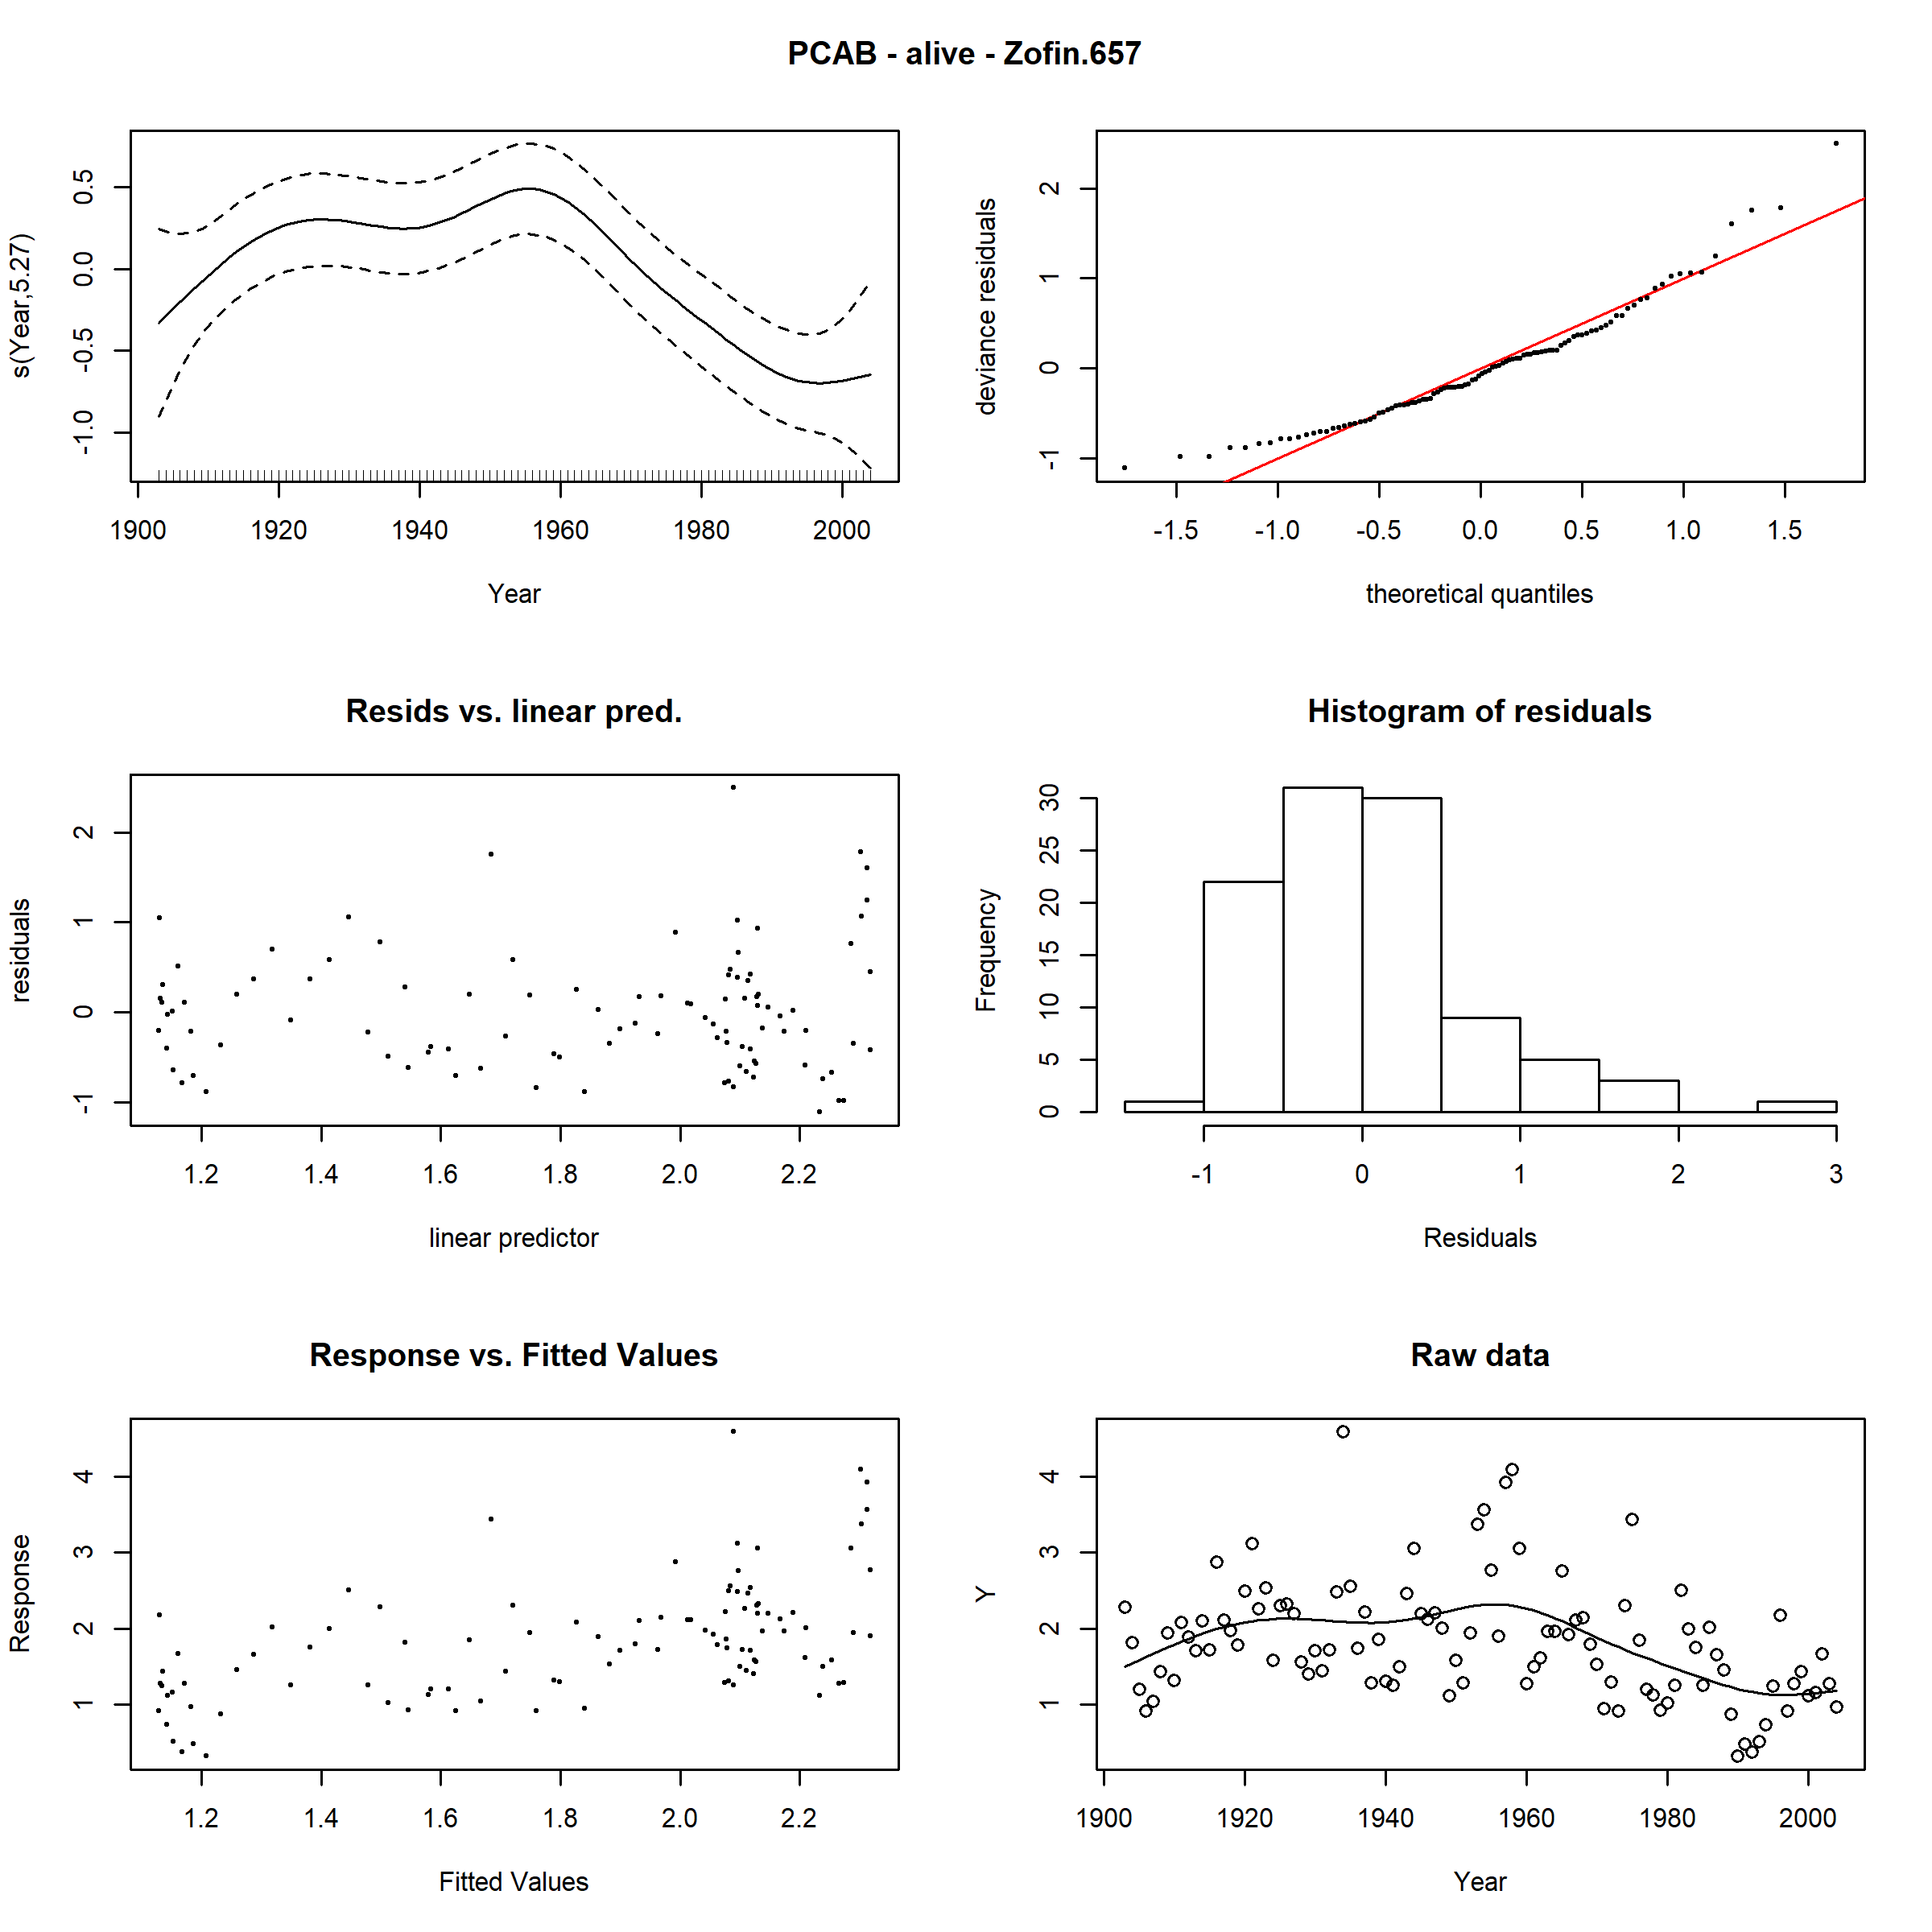 PCAB - alive - Zofin.657
s(Year,5.27)
0.5
0.0
-0.5
-1.0
1900 1920 1940 1960 1980 2000
Year
deviance residuals
2
1
0
-1
-1.5 -1.0 -0.5 0.0 0.5 1.0 1.5
theoretical quantiles
Resids vs. linear pred.
residuals
2
1
0
-1
1.2 1.4 1.6 1.8 2.0 2.2
linear predictor
Histogram of residuals
Frequency
30
25
20
15
10
5
0
-1 0 1 2 3
Residuals
Response vs. Fitted Values
Response
4
3
2
1
1.2 1.4 1.6 1.8 2.0 2.2
Fitted Values
Raw data
Y
4
3
2
1
1900 1920 1940 1960 1980 2000
Year